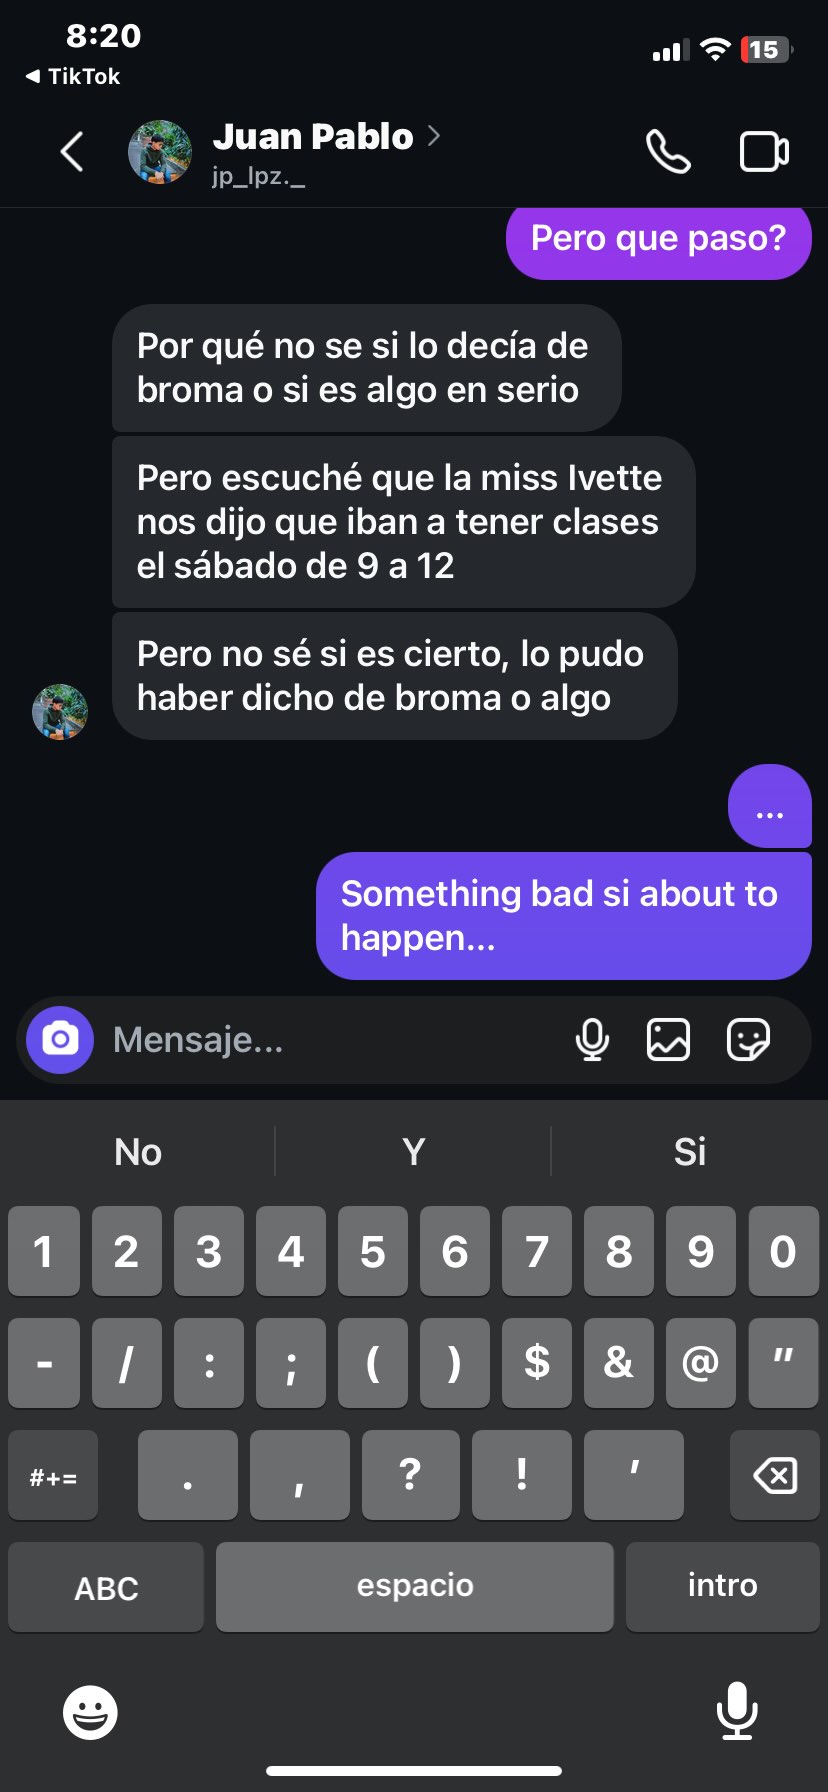 8:20
15
◀ TikTok
Juan Pablo
jp_lpz._
Pero que paso?
Por qué no se si lo decía de
broma o si es algo en serio
Pero escuché que la miss Ivette
nos dijo que iban a tener clases
el sábado de 9 a 12
Pero no sé si es cierto, lo pudo
haber dicho de broma o algo
...
Something bad si about to
happen...
Mensaje...
No Y Si
1 2 3 4 5 6 7 8 9 0
- / : ; ( ) $ & @ "
#+= . , ? ! '
ABC espacio intro